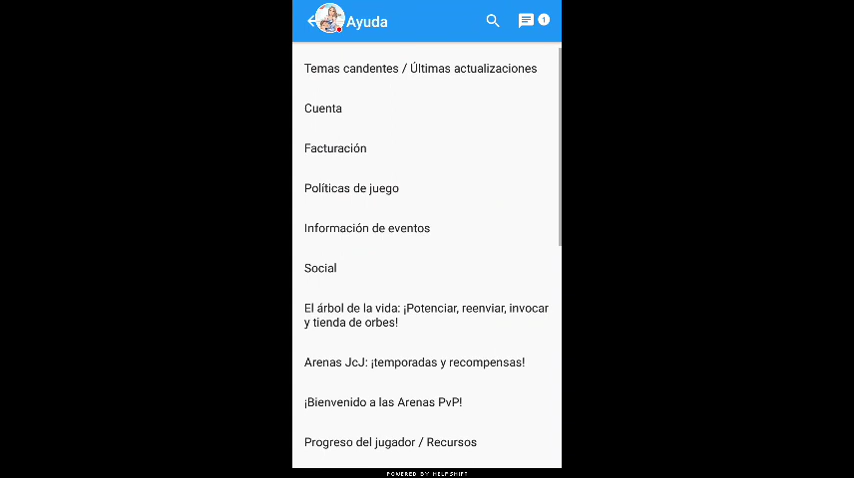 Ayuda
1
Temas candentes / Últimas actualizaciones
Cuenta
Facturación
Políticas de juego
Información de eventos
Social
El árbol de la vida: ¡Potenciar, reenviar, invocar
y tienda de orbes!
Arenas JcJ: ¡temporadas y recompensas!
¡Bienvenido a las Arenas PvP!
Progreso del jugador / Recursos
POWERED BY HELPSHIFT